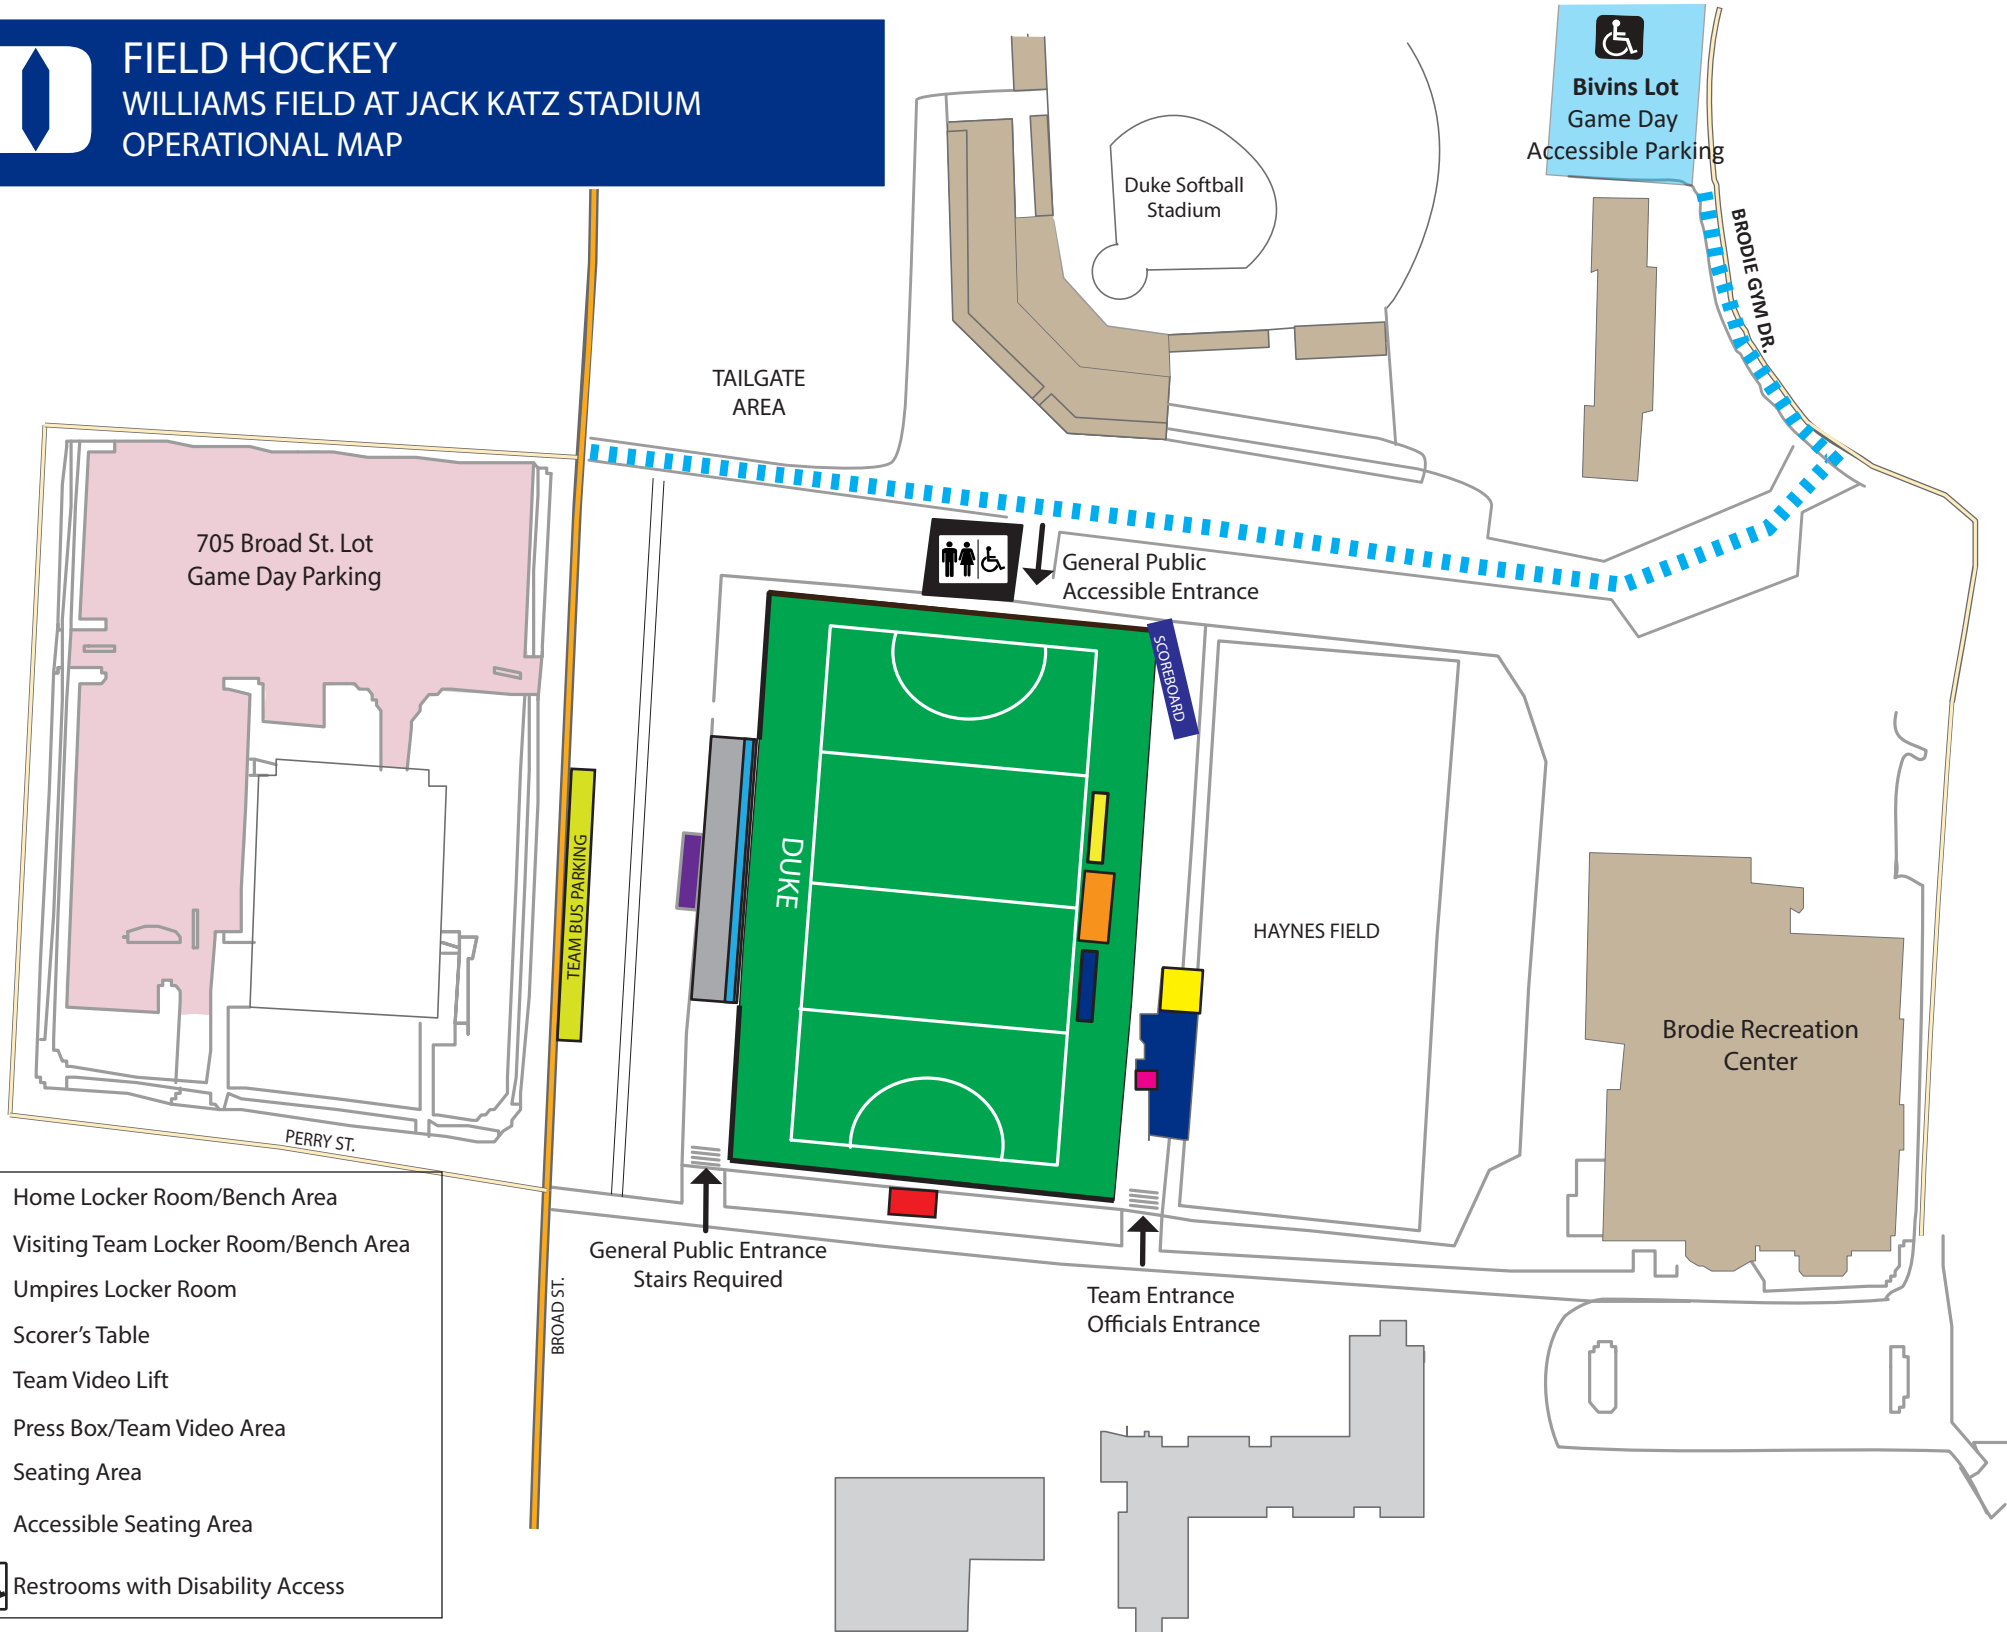 FIELD HOCKEY
WILLIAMS FIELD AT JACK KATZ STADIUM
OPERATIONAL MAP
Bivins Lot
Game Day
Accessible Parking
Duke Softball
Stadium
BRODIE GYM DR.
TAILGATE
AREA
705 Broad St. Lot
Game Day Parking
General Public
Accessible Entrance
SCOREBOARD
TEAM BUS PARKING
DUKE
HAYNES FIELD
Brodie Recreation
Center
PERRY ST.
BROAD ST.
General Public Entrance
Stairs Required
Team Entrance
Officials Entrance
Home Locker Room/Bench Area
Visiting Team Locker Room/Bench Area
Umpires Locker Room
Scorer's Table
Team Video Lift
Press Box/Team Video Area
Seating Area
Accessible Seating Area
Restrooms with Disability Access